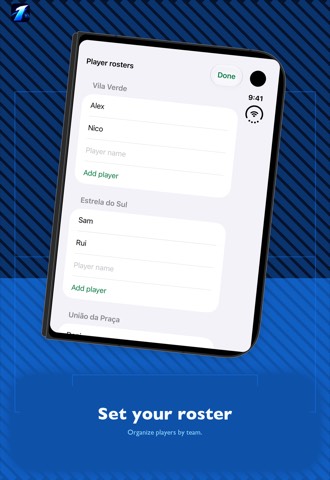 Player rosters
Done
9:41
Vila Verde
Alex
Nico
Player name
Add player
Estrela do Sul
Sam
Rui
Player name
Add player
União da Praça
Set your roster
Organize players by team.